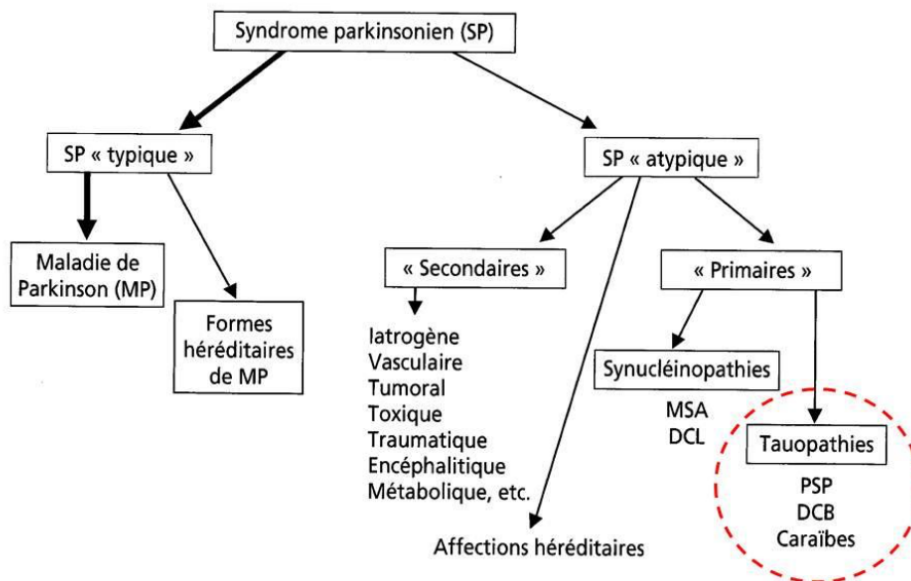 Syndrome parkinsonien (SP)
SP « typique »
SP « atypique »
Maladie de
Parkinson (MP)
Formes
héréditaires
de MP
« Secondaires »
« Primaires »
Iatrogène
Vasculaire
Tumoral
Toxique
Traumatique
Encéphalitique
Métabolique, etc.
Synucléinopathies
MSA
DCL
Tauopathies
PSP
DCB
Caraïbes
Affections héréditaires